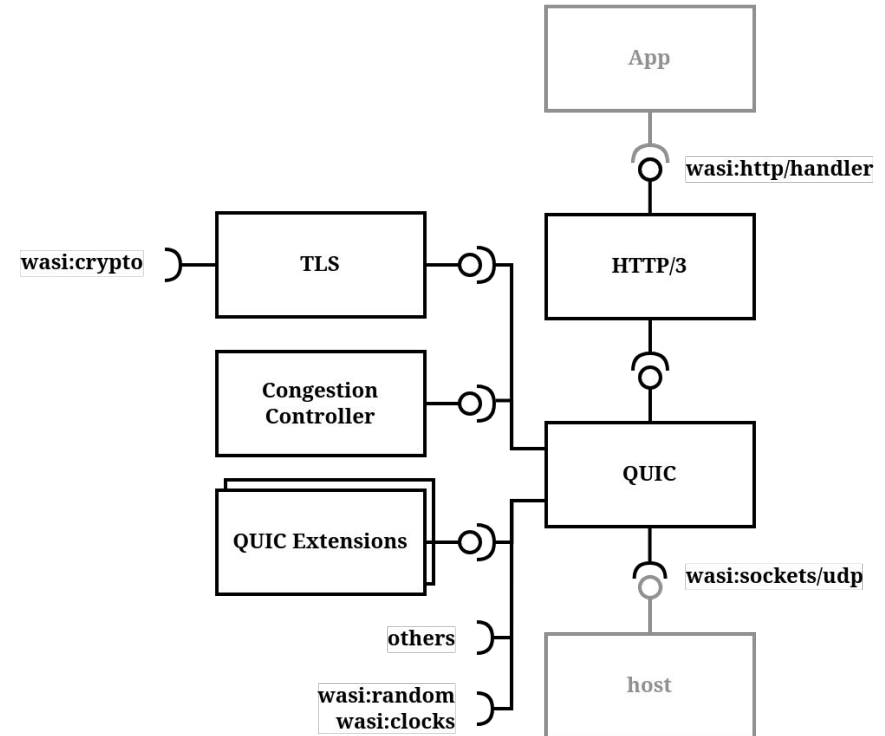 App
wasi:http/handler
wasi:crypto
TLS
HTTP/3
Congestion
Controller
QUIC
QUIC Extensions
wasi:sockets/udp
others
wasi:random
wasi:clocks
host